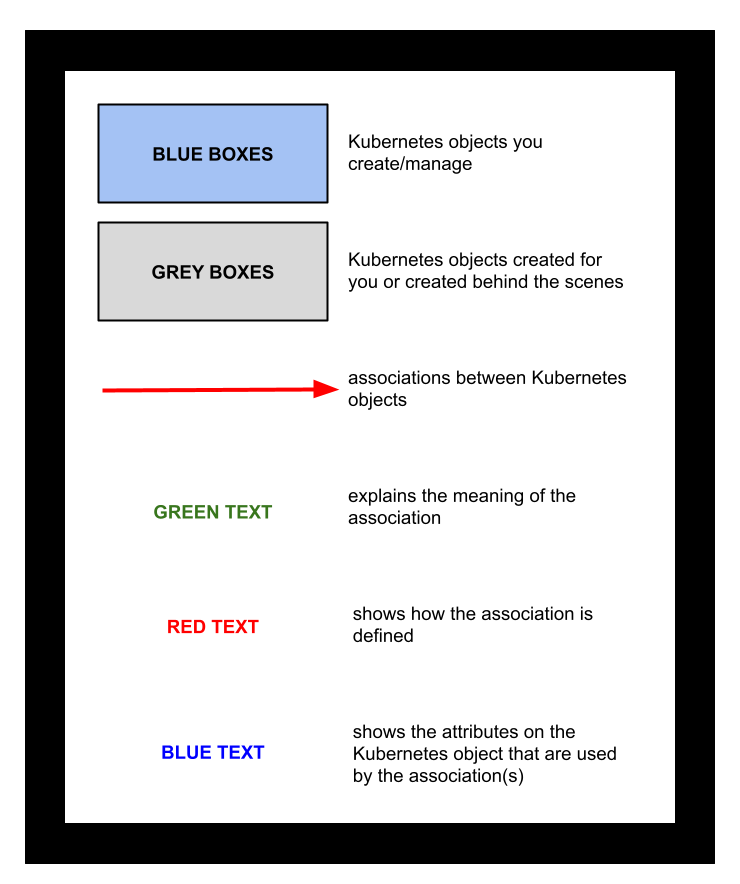 BLUE BOXES
Kubernetes objects you
create/manage
GREY BOXES
Kubernetes objects created for
you or created behind the scenes
associations between Kubernetes
objects
GREEN TEXT
explains the meaning of the
association
RED TEXT
shows how the association is
defined
BLUE TEXT
shows the attributes on the
Kubernetes object that are used
by the association(s)